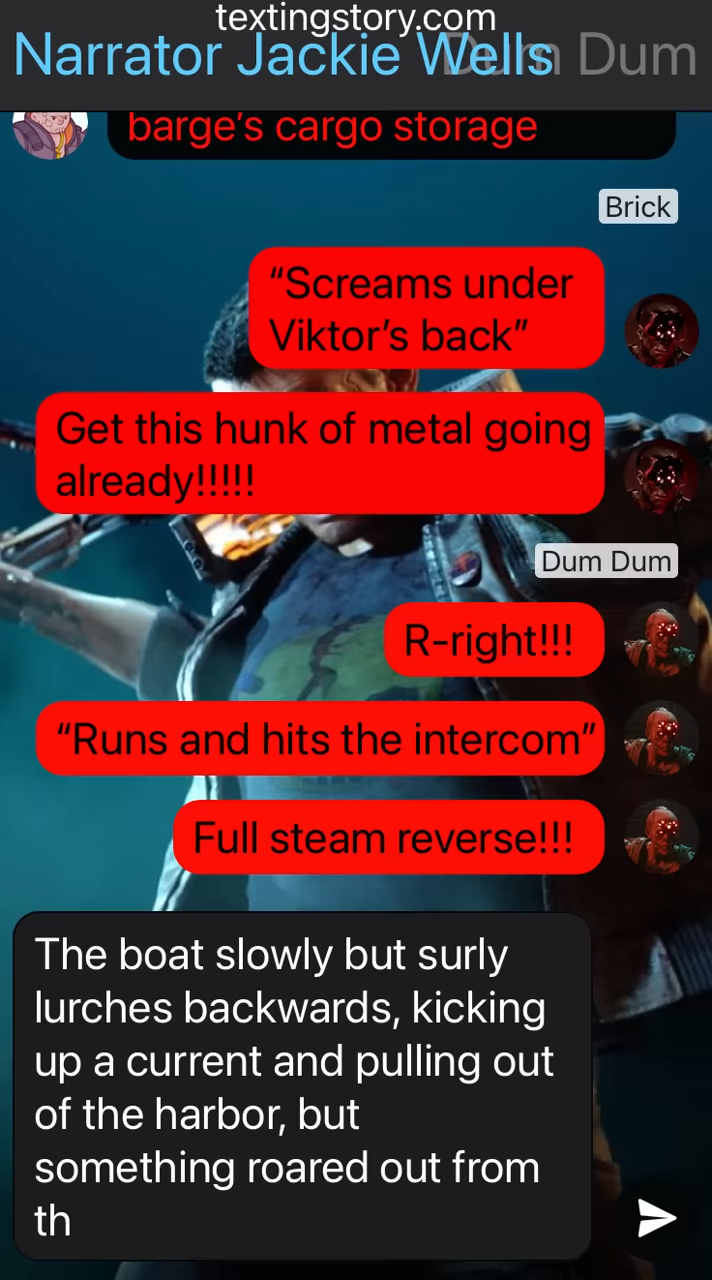 textingstory.com
Narrator Jackie Wells Dum Dum
barge's cargo storage
Brick
“Screams under
Viktor’s back”
Get this hunk of metal going
already!!!!!
Dum Dum
R-right!!!
“Runs and hits the intercom”
Full steam reverse!!!
The boat slowly but surly
lurches backwards, kicking
up a current and pulling out
of the harbor, but
something roared out from
th